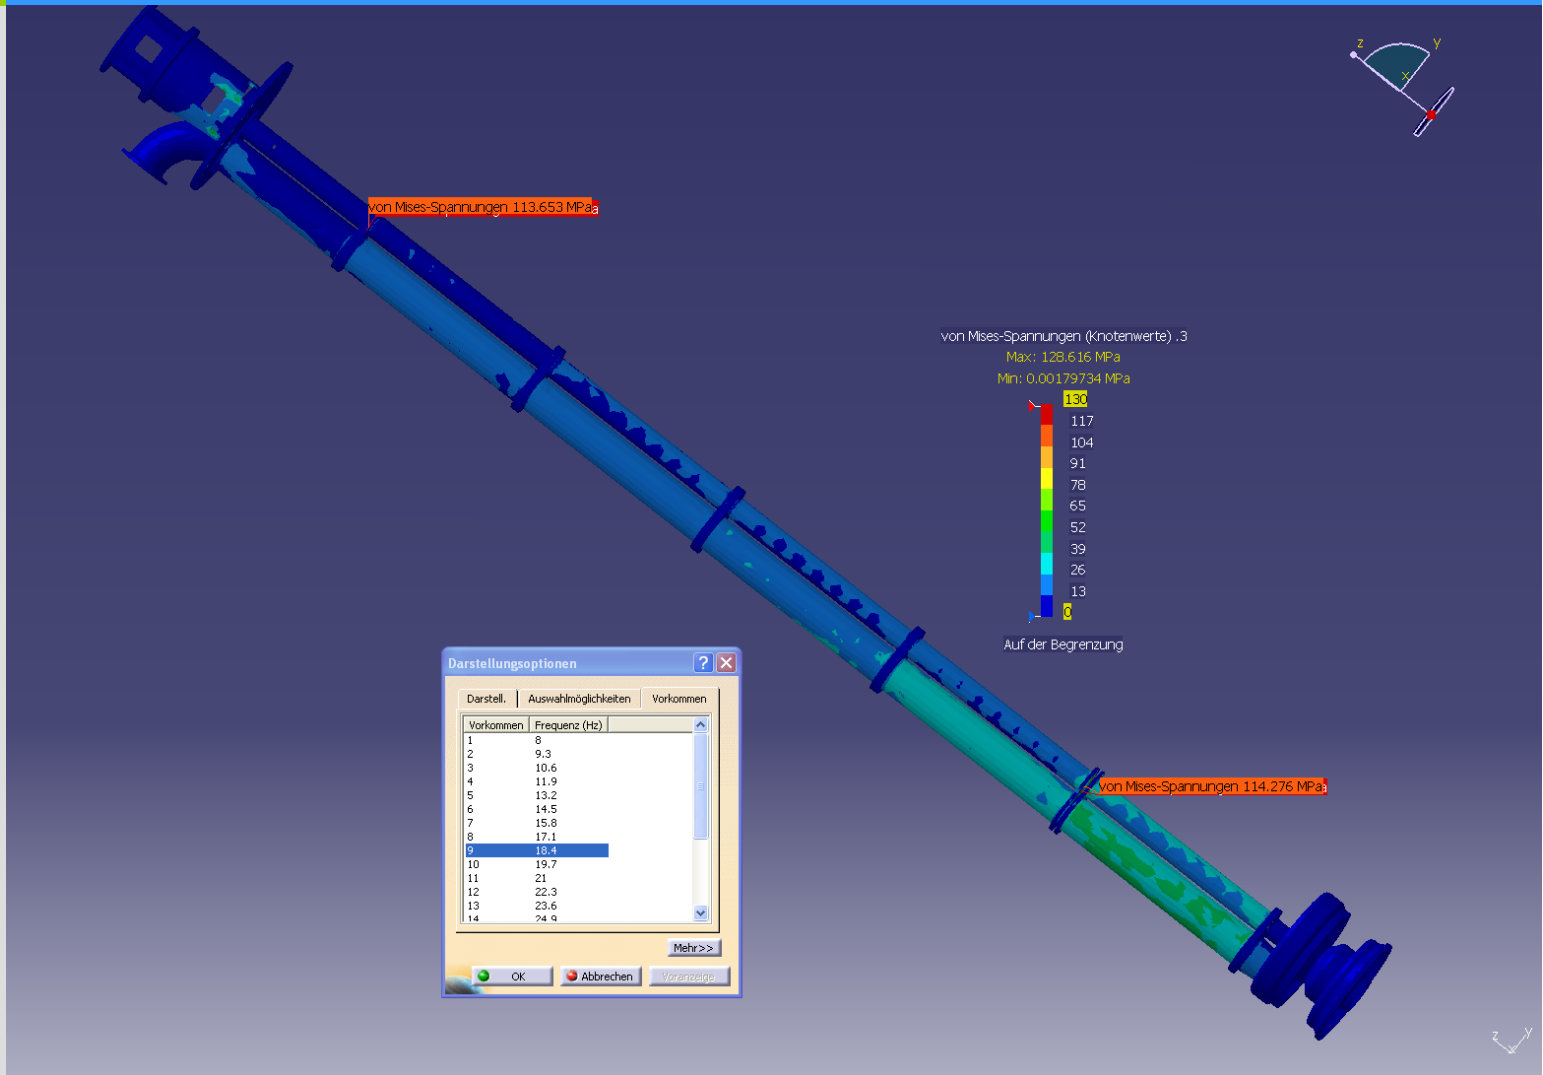 z
y
x
von Mises-Spannungen 113.653 MPa
von Mises-Spannungen (Knotenwerte) .3
Max: 128.616 MPa
Min: 0.00179734 MPa
130
117
104
91
78
65
52
39
26
13
0
Auf der Begrenzung
Darstellungsoptionen
Darstell. Auswahlmöglichkeiten Vorkommen
Vorkommen Frequenz (Hz)
1 8
2 9.3
3 10.6
4 11.9
5 13.2
6 14.5
7 15.8
8 17.1
9 18.4
10 19.7
11 21
12 22.3
13 23.6
14 24.9
Mehr>>
OK Abbrechen Voranzeige
von Mises-Spannungen 114.276 MPa
z y
x